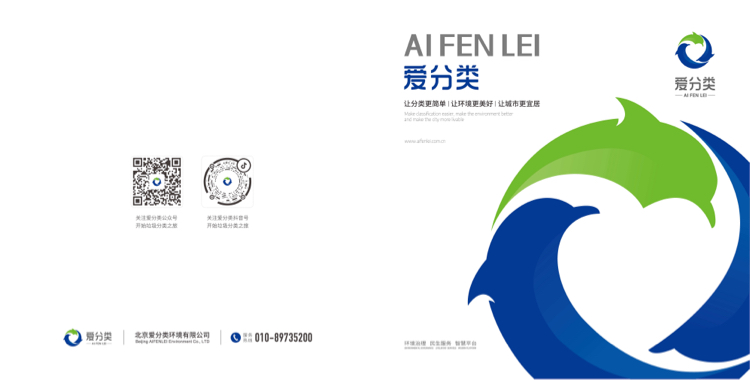 关注爱分类公众号
开始垃圾分类之旅
关注爱分类抖音号
开始垃圾分类之旅
爱分类
AI FEN LEI
北京爱分类环境有限公司
Beijing AIFENLEI Environment Co., LTD
服务
热线
010-89735200
AI FEN LEI
爱分类
让分类更简单 | 让环境更美好 | 让城市更宜居
Make classification easier, make the environment better
and make the city more livable
www.aifenlei.com.cn
爱分类
AI FEN LEI
环境治理 民生服务 智慧平台